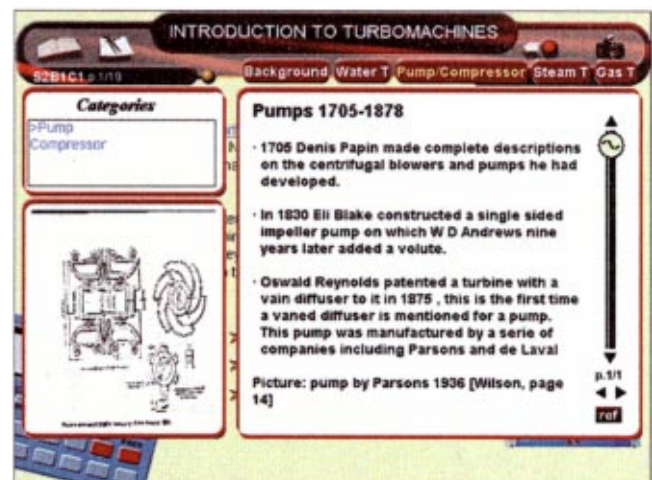 INTRODUCTION TO TURBOMACHINES
S2B1C1 p.1/19
Background Water T Pump/Compressor Steam T Gas T
Categories
>Pump
Compressor
Pumps 1705-1878
· 1705 Denis Papin made complete descriptions
on the centrifugal blowers and pumps he had
developed.
· In 1830 Eli Blake constructed a single sided
impeller pump on which W D Andrews nine
years later added a volute.
· Oswald Reynolds patented a turbine with a
vain diffuser to it in 1875 , this is the first time
a vaned diffuser is mentioned for a pump.
This pump was manufactured by a serie of
companies including Parsons and de Laval
Picture: pump by Parsons 1936 [Wilson, page
14]
p.1/1
ref